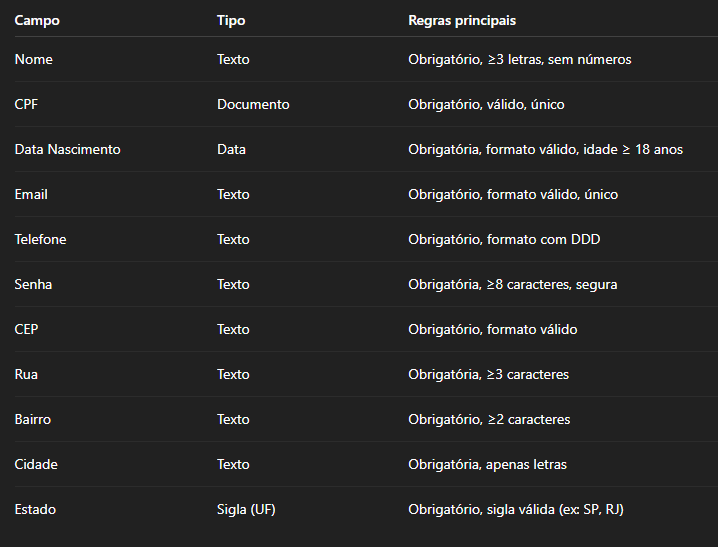 Campo Tipo Regras principais
Nome Texto Obrigatório, ≥3 letras, sem números
CPF Documento Obrigatório, válido, único
Data Nascimento Data Obrigatória, formato válido, idade ≥ 18 anos
Email Texto Obrigatório, formato válido, único
Telefone Texto Obrigatório, formato com DDD
Senha Texto Obrigatória, ≥8 caracteres, segura
CEP Texto Obrigatório, formato válido
Rua Texto Obrigatória, ≥3 caracteres
Bairro Texto Obrigatório, ≥2 caracteres
Cidade Texto Obrigatória, apenas letras
Estado Sigla (UF) Obrigatório, sigla válida (ex: SP, RJ)